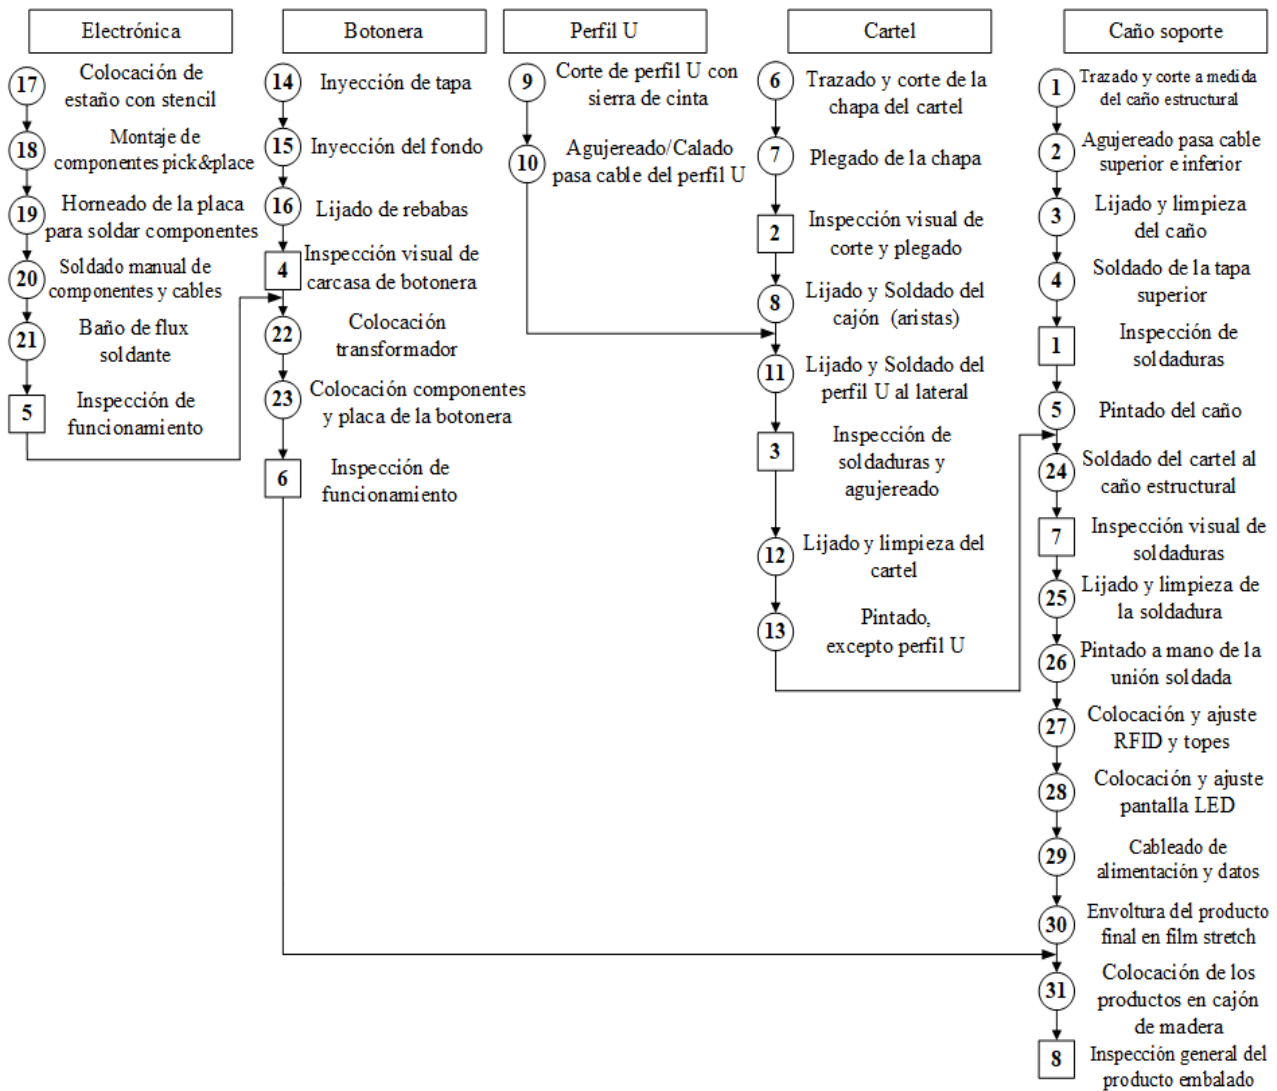 Electrónica
17
Colocación de
estaño con stencil
18
Montaje de
componentes pick&place
19
Horneado de la placa
para soldar componentes
20
Soldado manual de
componentes y cables
21
Baño de flux
soldante
5
Inspección de
funcionamiento
Botonera
14
Inyección de tapa
15
Inyección del fondo
16
Lijado de rebabas
4
Inspección visual de
carcasa de botonera
22
Colocación
transformador
23
Colocación componentes
y placa de la botonera
6
Inspección de
funcionamiento
Perfil U
9
Corte de perfil U con
sierra de cinta
10
Agujereado/Calado
pasa cable del perfil U
Cartel
6
Trazado y corte de la
chapa del cartel
7
Plegado de la chapa
2
Inspección visual de
corte y plegado
8
Lijado y Soldado del
cajón (aristas)
11
Lijado y Soldado del
perfil U al lateral
3
Inspección de
soldaduras y
agujereado
12
Lijado y limpieza del
cartel
13
Pintado,
excepto perfil U
Caño soporte
1
Trazado y corte a medida
del caño estructural
2
Agujereado pasa cable
superior e inferior
3
Lijado y limpieza
del caño
4
Soldado de la tapa
superior
1
Inspección de
soldaduras
5
Pintado del caño
24
Soldado del cartel al
caño estructural
7
Inspección visual de
soldaduras
25
Lijado y limpieza de
la soldadura
26
Pintado a mano de la
unión soldada
27
Colocación y ajuste
RFID y topes
28
Colocación y ajuste
pantalla LED
29
Cableado de
alimentación y datos
30
Envoltura del producto
final en film stretch
31
Colocación de los
productos en cajón
de madera
8
Inspección general del
producto embalado